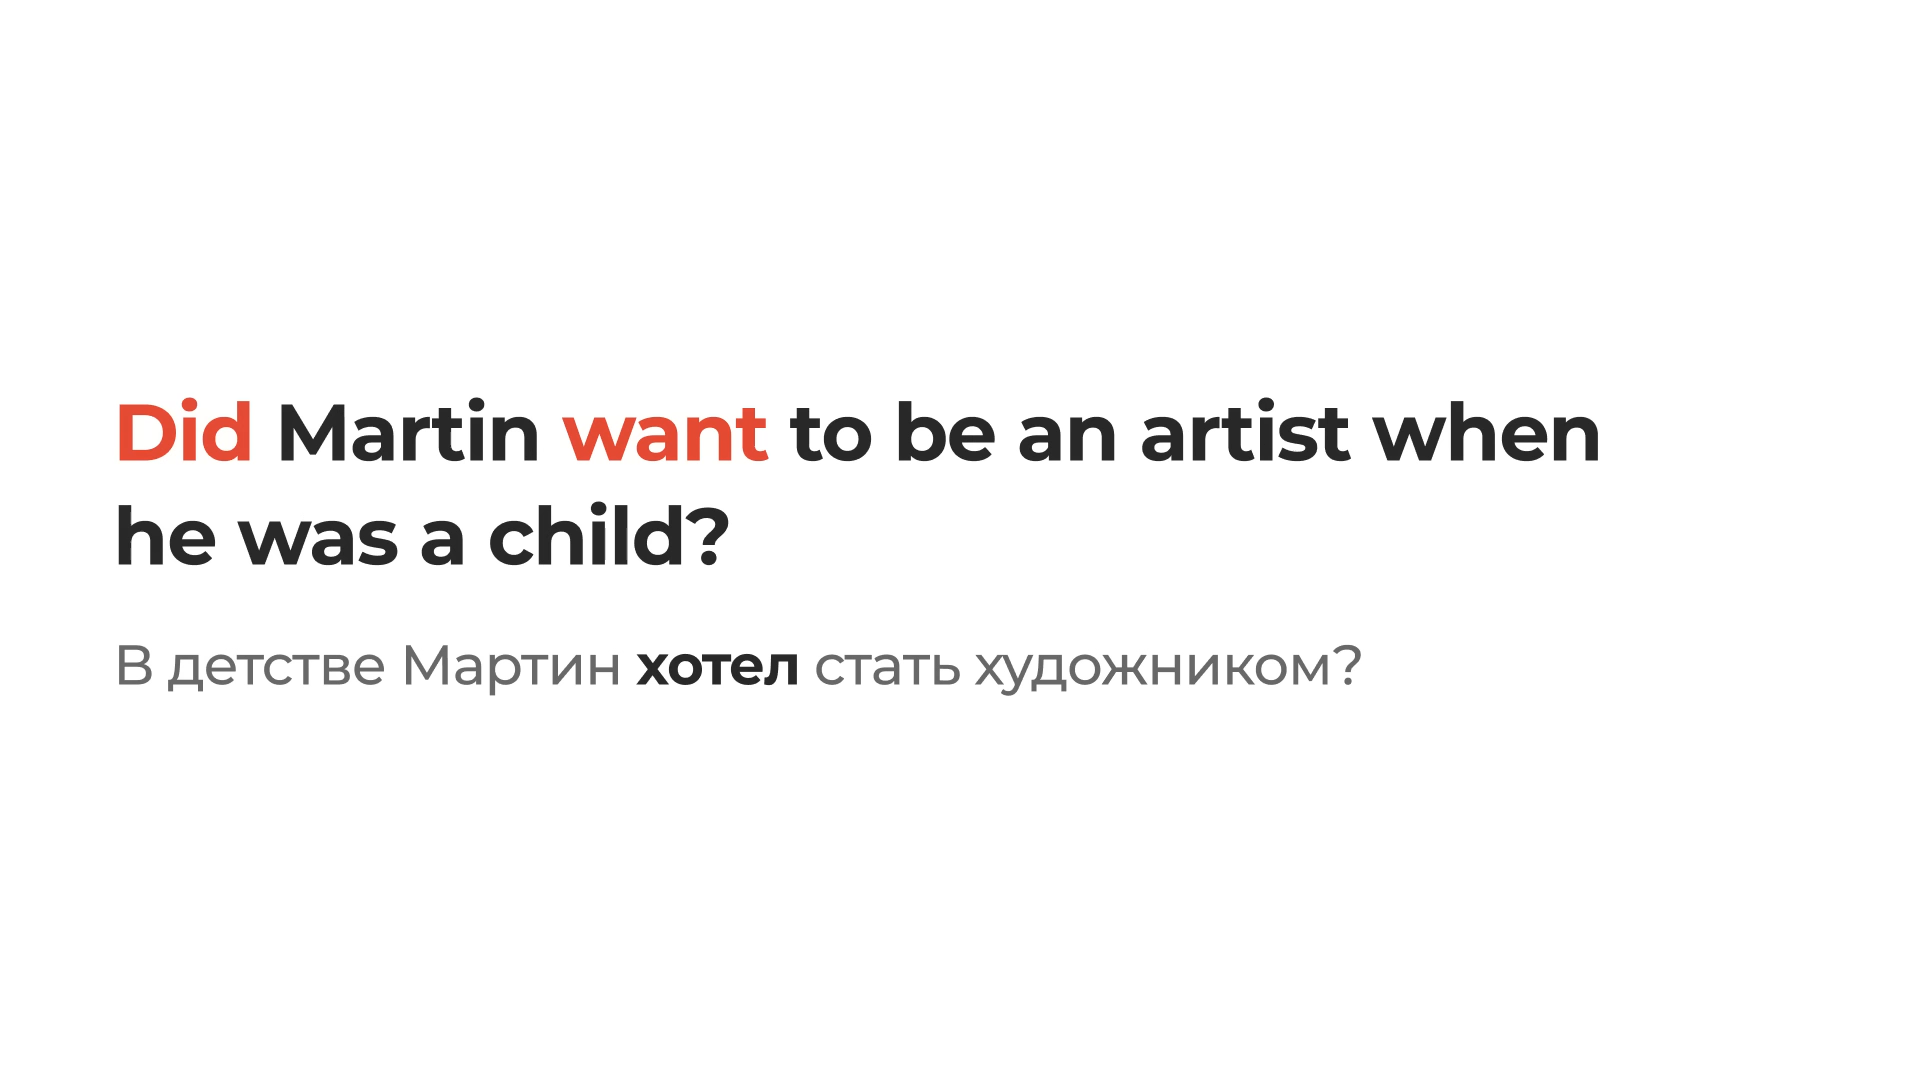 Did Martin want to be an artist when
he was a child?
В детстве Мартин хотел стать художником?